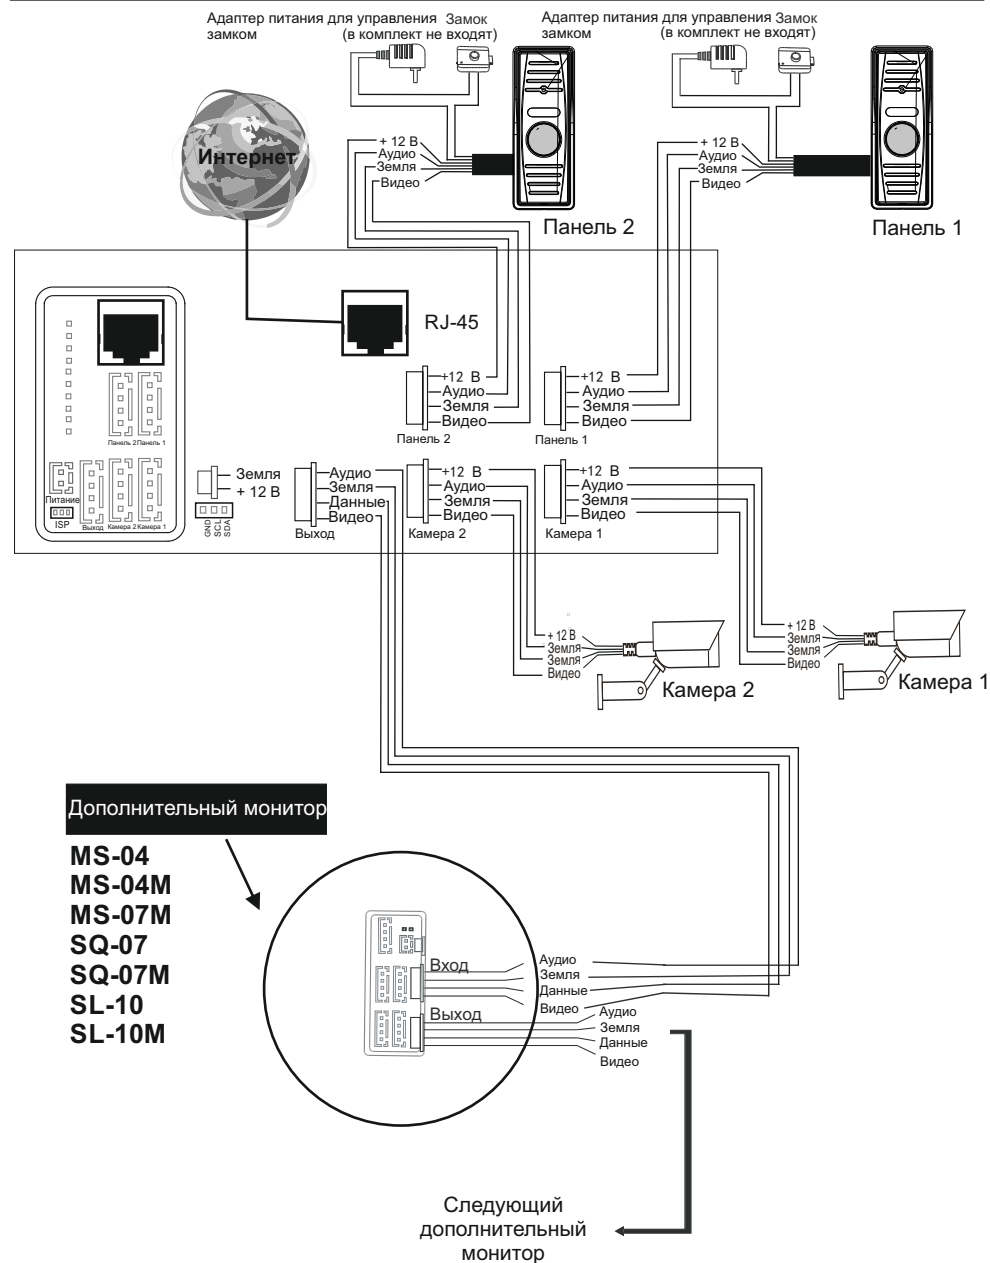 Адаптер питания для управления Замок
замком (в комплект не входят)
Адаптер питания для управления Замок
замком (в комплект не входят)
Интернет
+ 12 В
Аудио
Земля
Видео
Панель 2
+ 12 В
Аудио
Земля
Видео
Панель 1
RJ-45
+12 В
Аудио
Земля
Видео
Панель 2
+12 В
Аудио
Земля
Видео
Панель 1
Панель 2 Панель 1
Питание
ISP
Выход Камера 2 Камера 1
Земля
+ 12 В
GND
SCL
SDA
Аудио
Земля
Данные
Видео
Выход
+12 В
Аудио
Земля
Видео
Камера 2
+12 В
Аудио
Земля
Видео
Камера 1
+ 12 В
Земля
Земля
Видео
Камера 2
+ 12 В
Земля
Земля
Видео
Камера 1
Дополнительный монитор
MS-04
MS-04M
MS-07M
SQ-07
SQ-07M
SL-10
SL-10M
Вход
Аудио
Земля
Данные
Видео
Выход
Аудио
Земля
Данные
Видео
Следующий
дополнительный
монитор